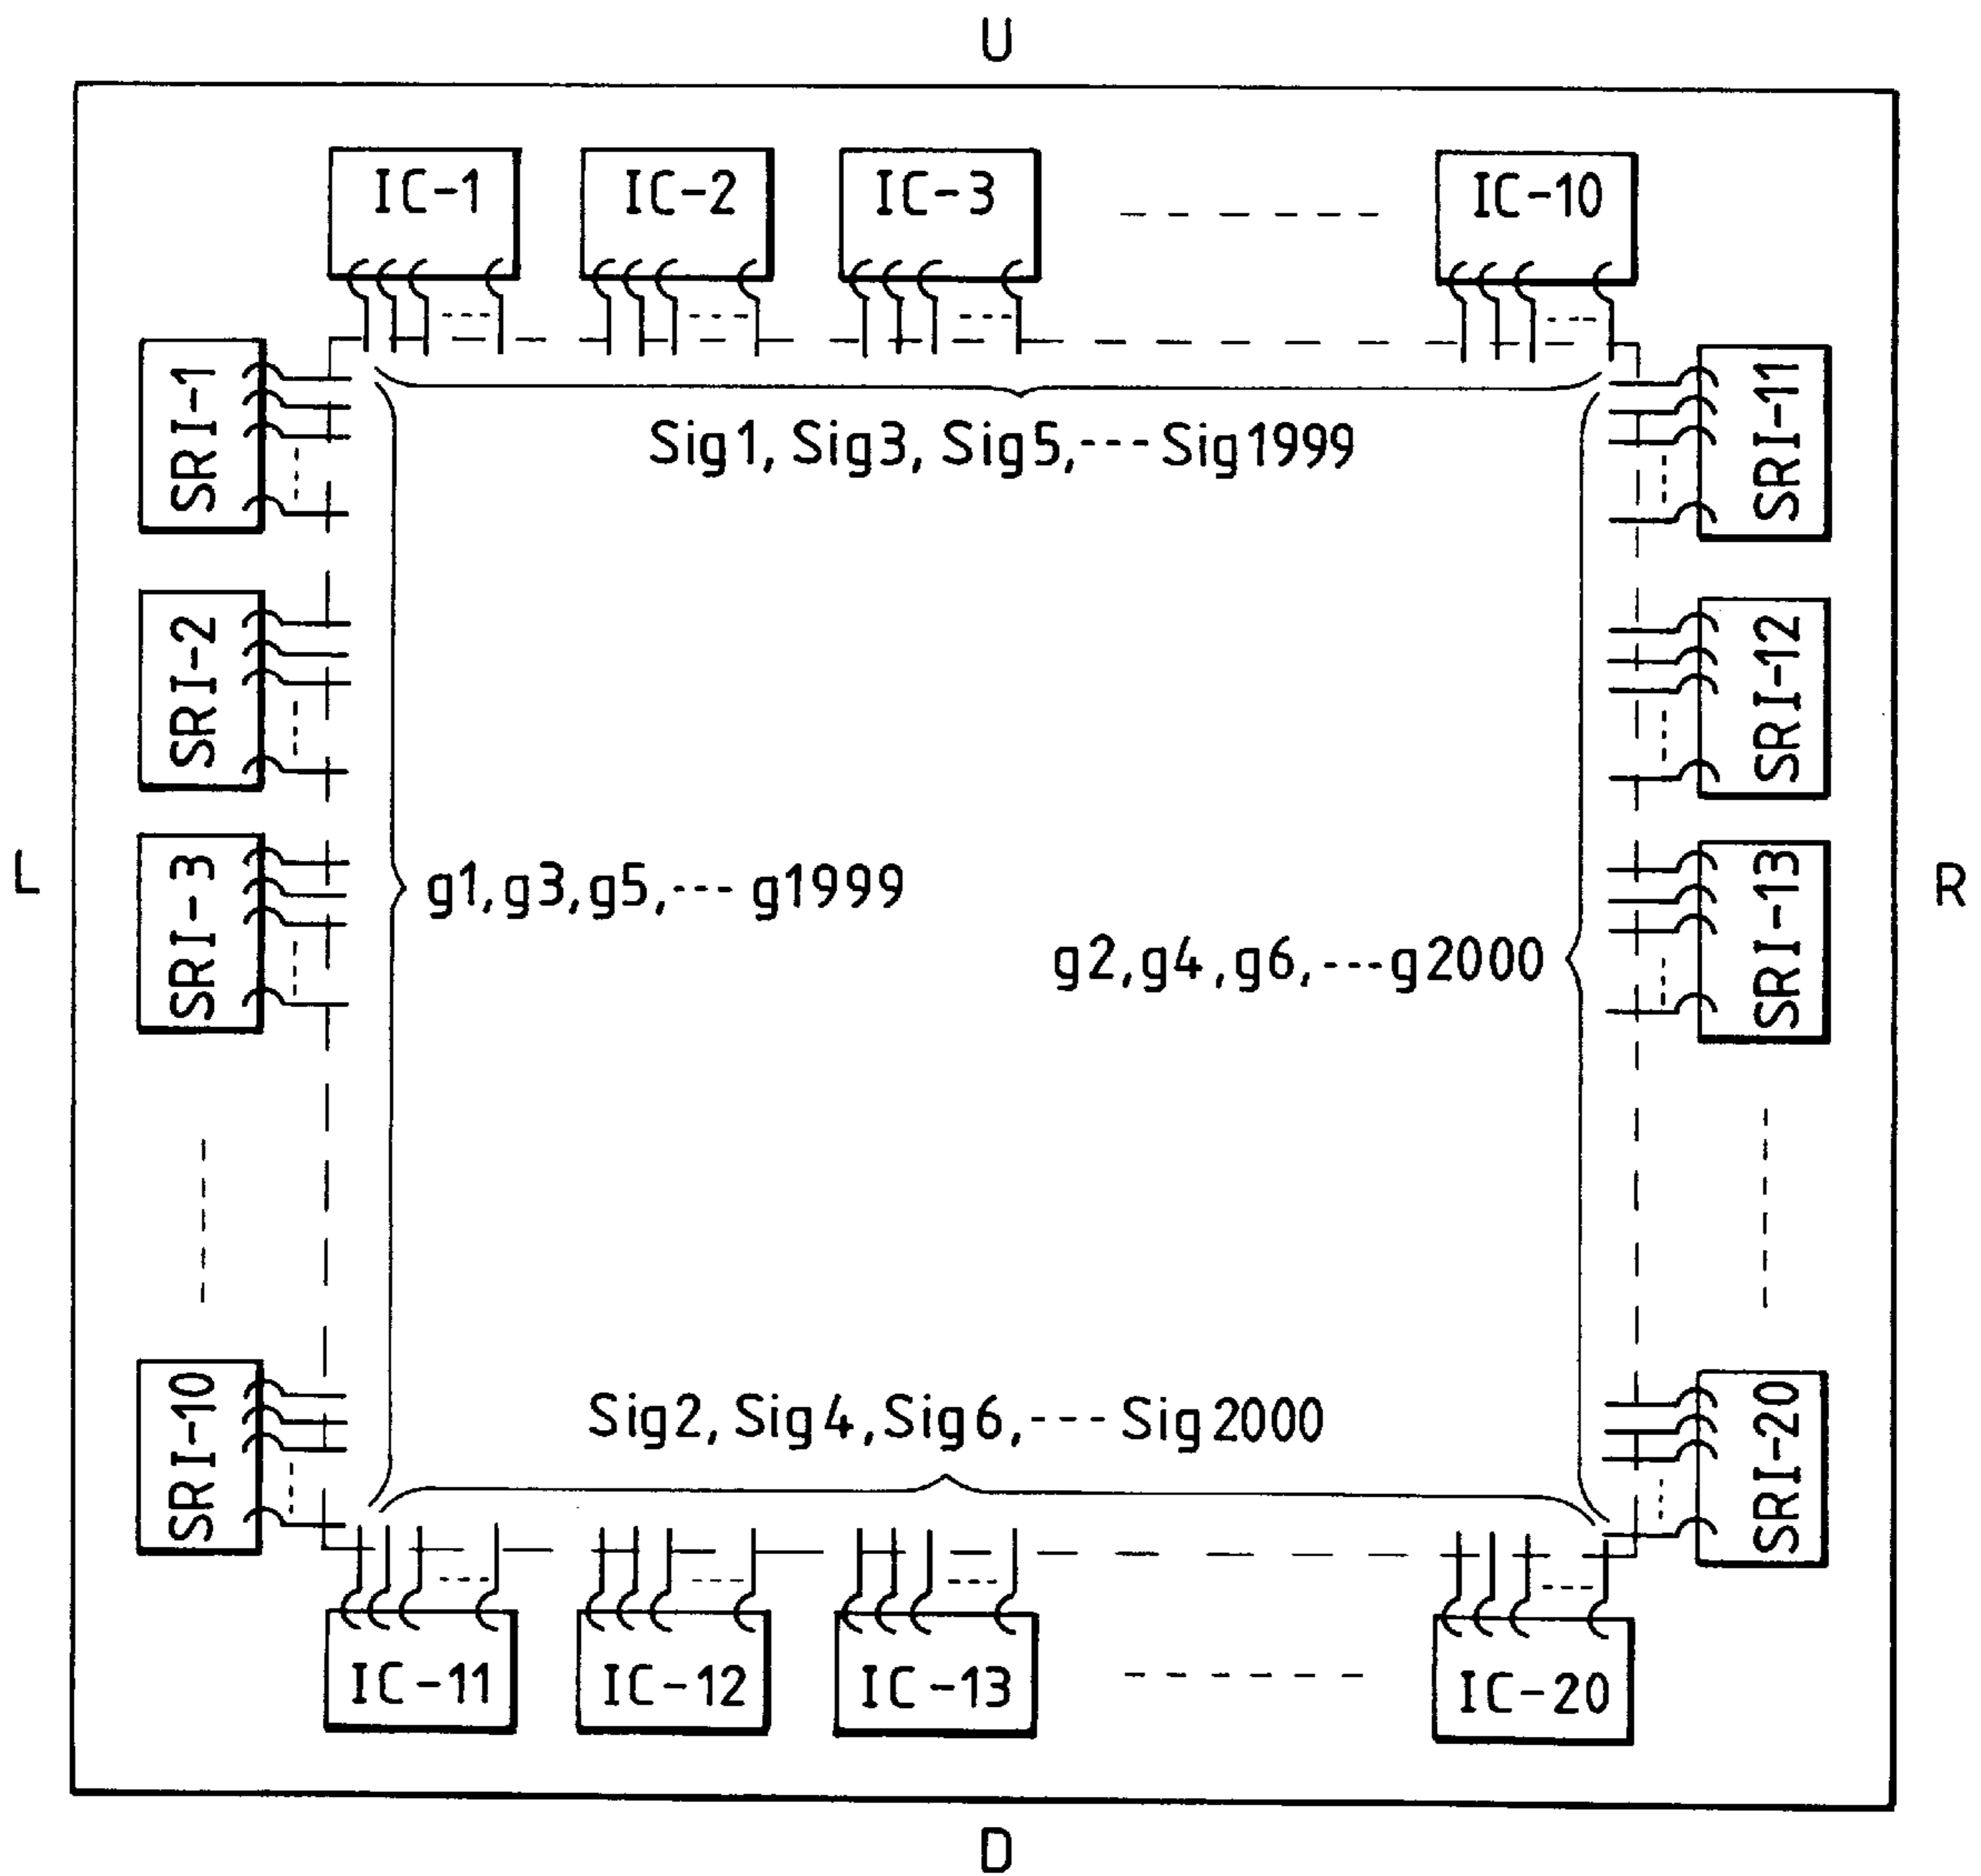 U
IC-1
IC-2
IC-3
IC-10
SRI-1
SRI-11
Sig1, Sig3, Sig5,---Sig1999
SRI-2
SRI-12
L
SRI-3
g1,g3,g5,--- g1999
R
SRI-13
g2,g4,g6,---g2000
SRI-10
SRI-20
Sig2, Sig4,Sig6,--- Sig2000
IC-11
IC-12
IC-13
IC-20
D